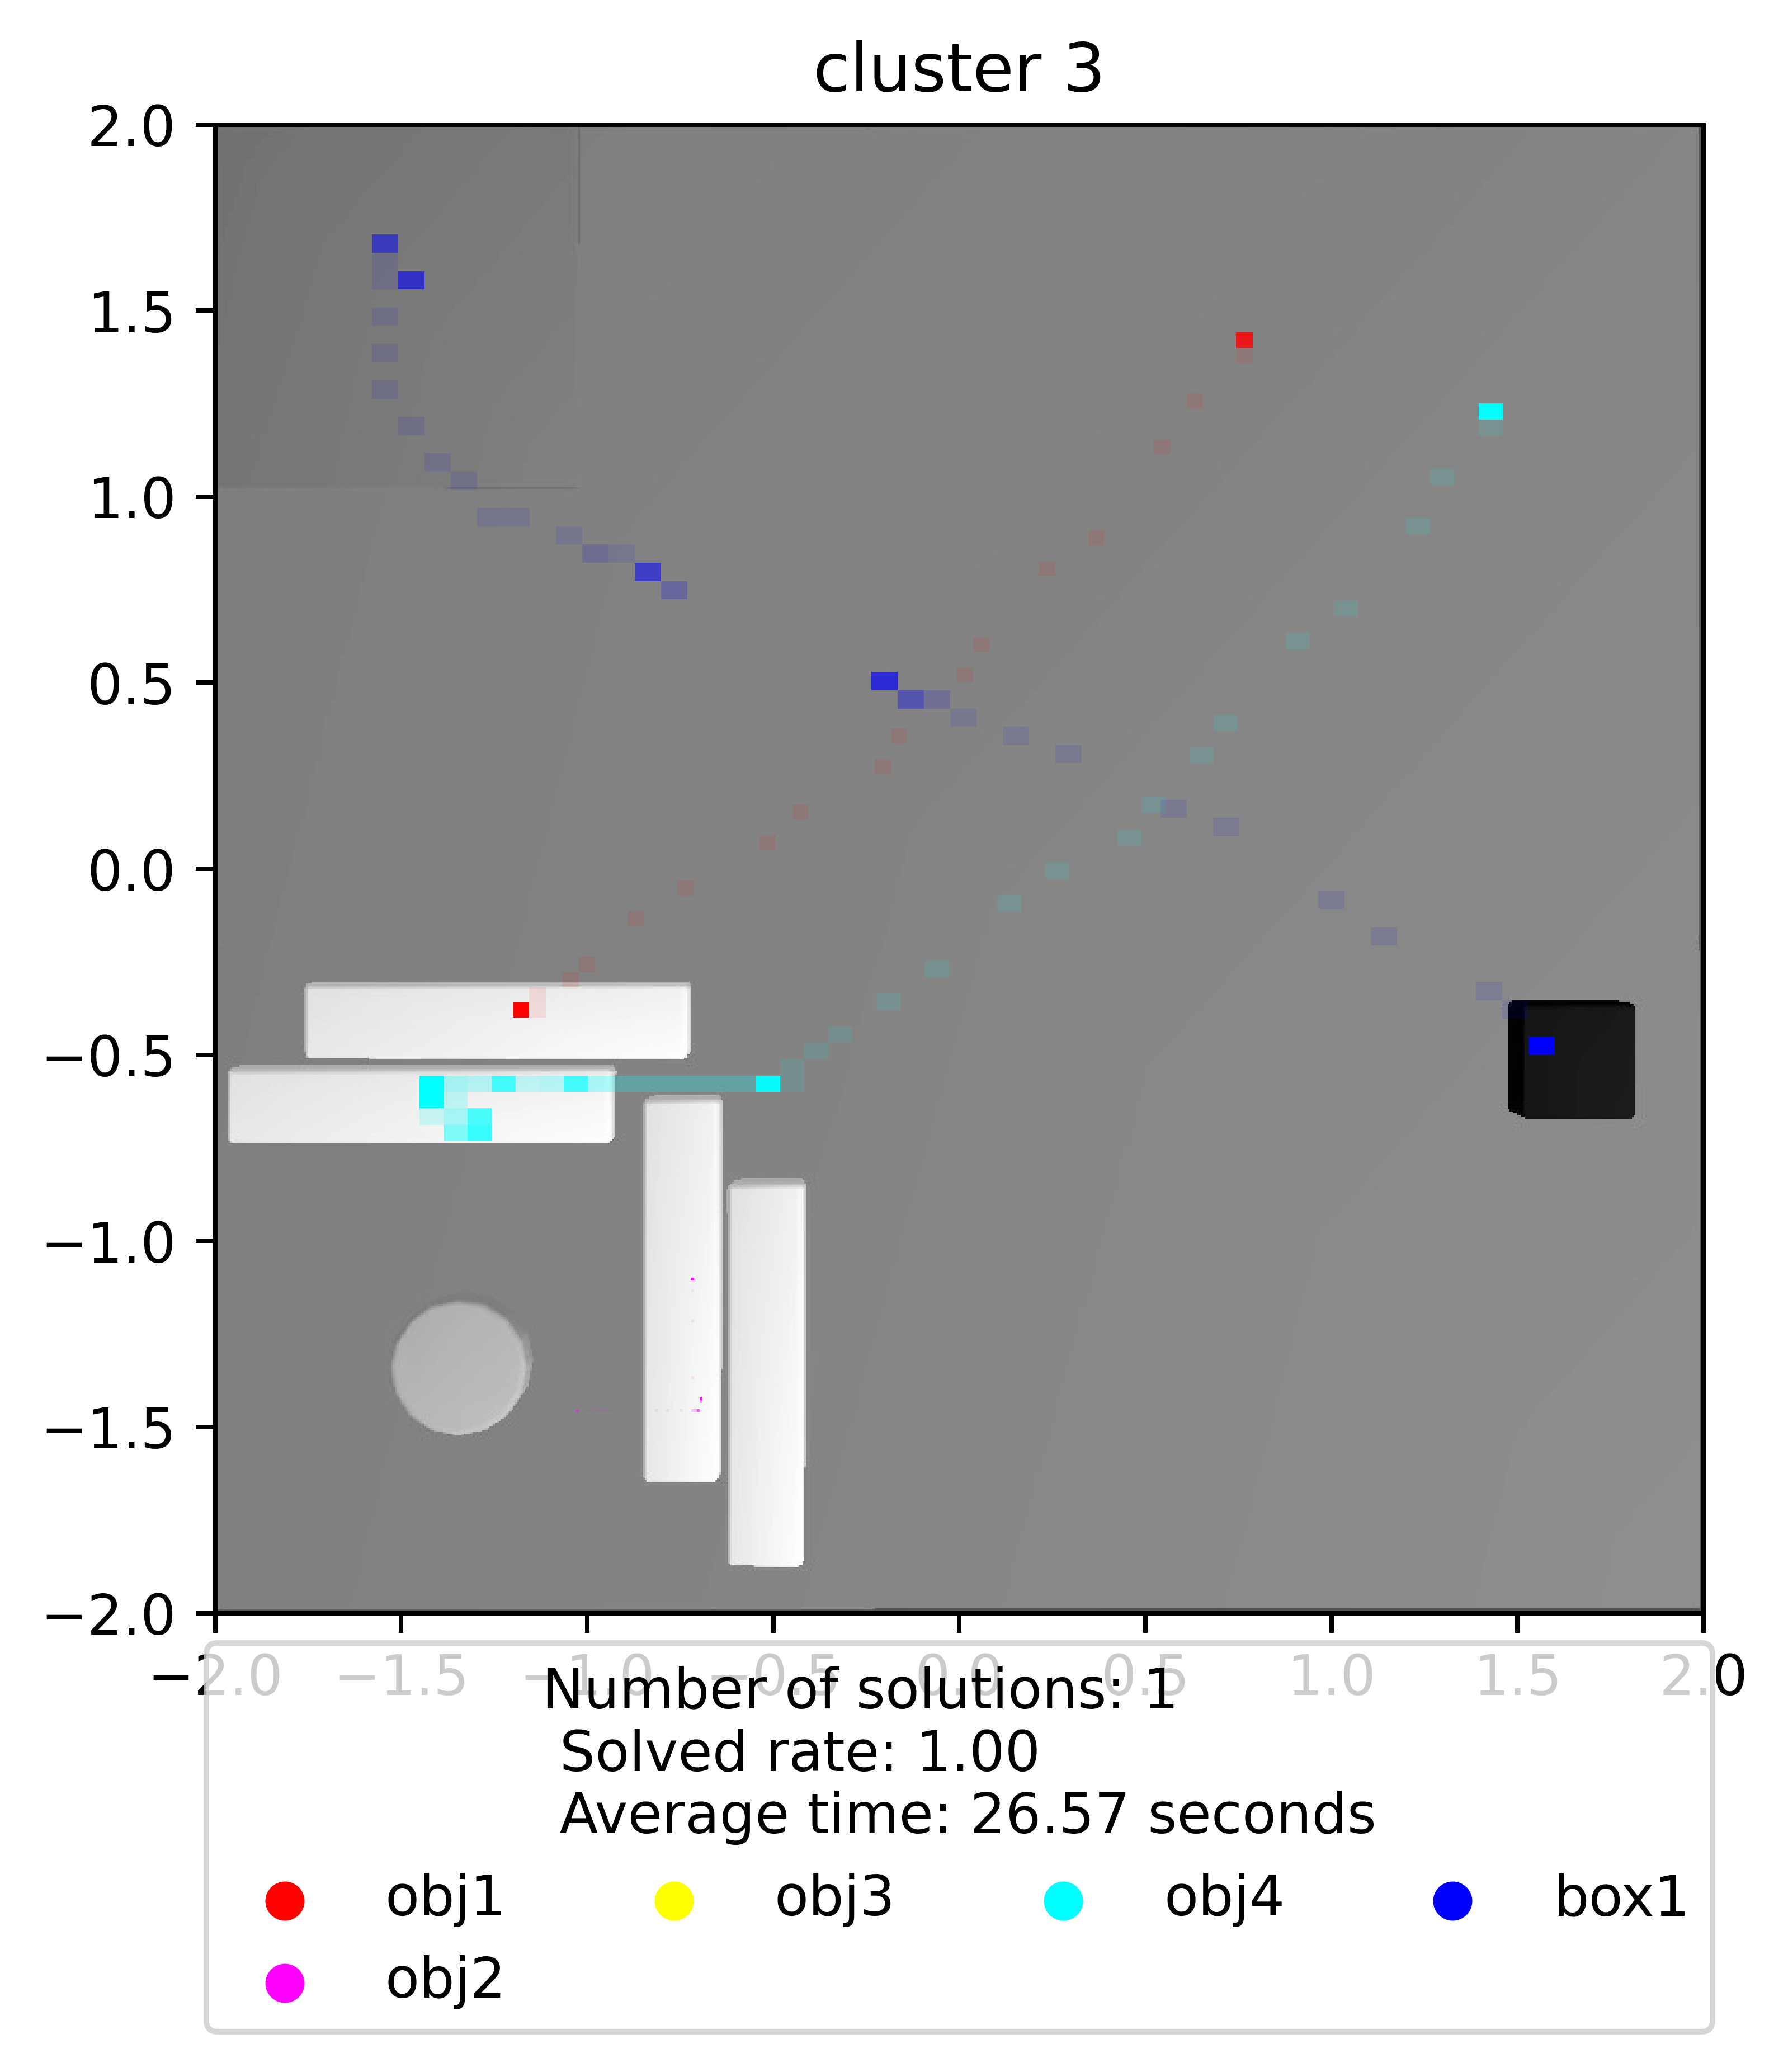 cluster 3
2.0
1.5
1.0
0.5
0.0
−0.5
−1.0
−1.5
−2.0
−2.0 −1.5 −1.0 −0.5 0.0 0.5 1.0 1.5 2.0
Number of solutions: 1
Solved rate: 1.00
Average time: 26.57 seconds
obj1 obj3 obj4 box1
obj2